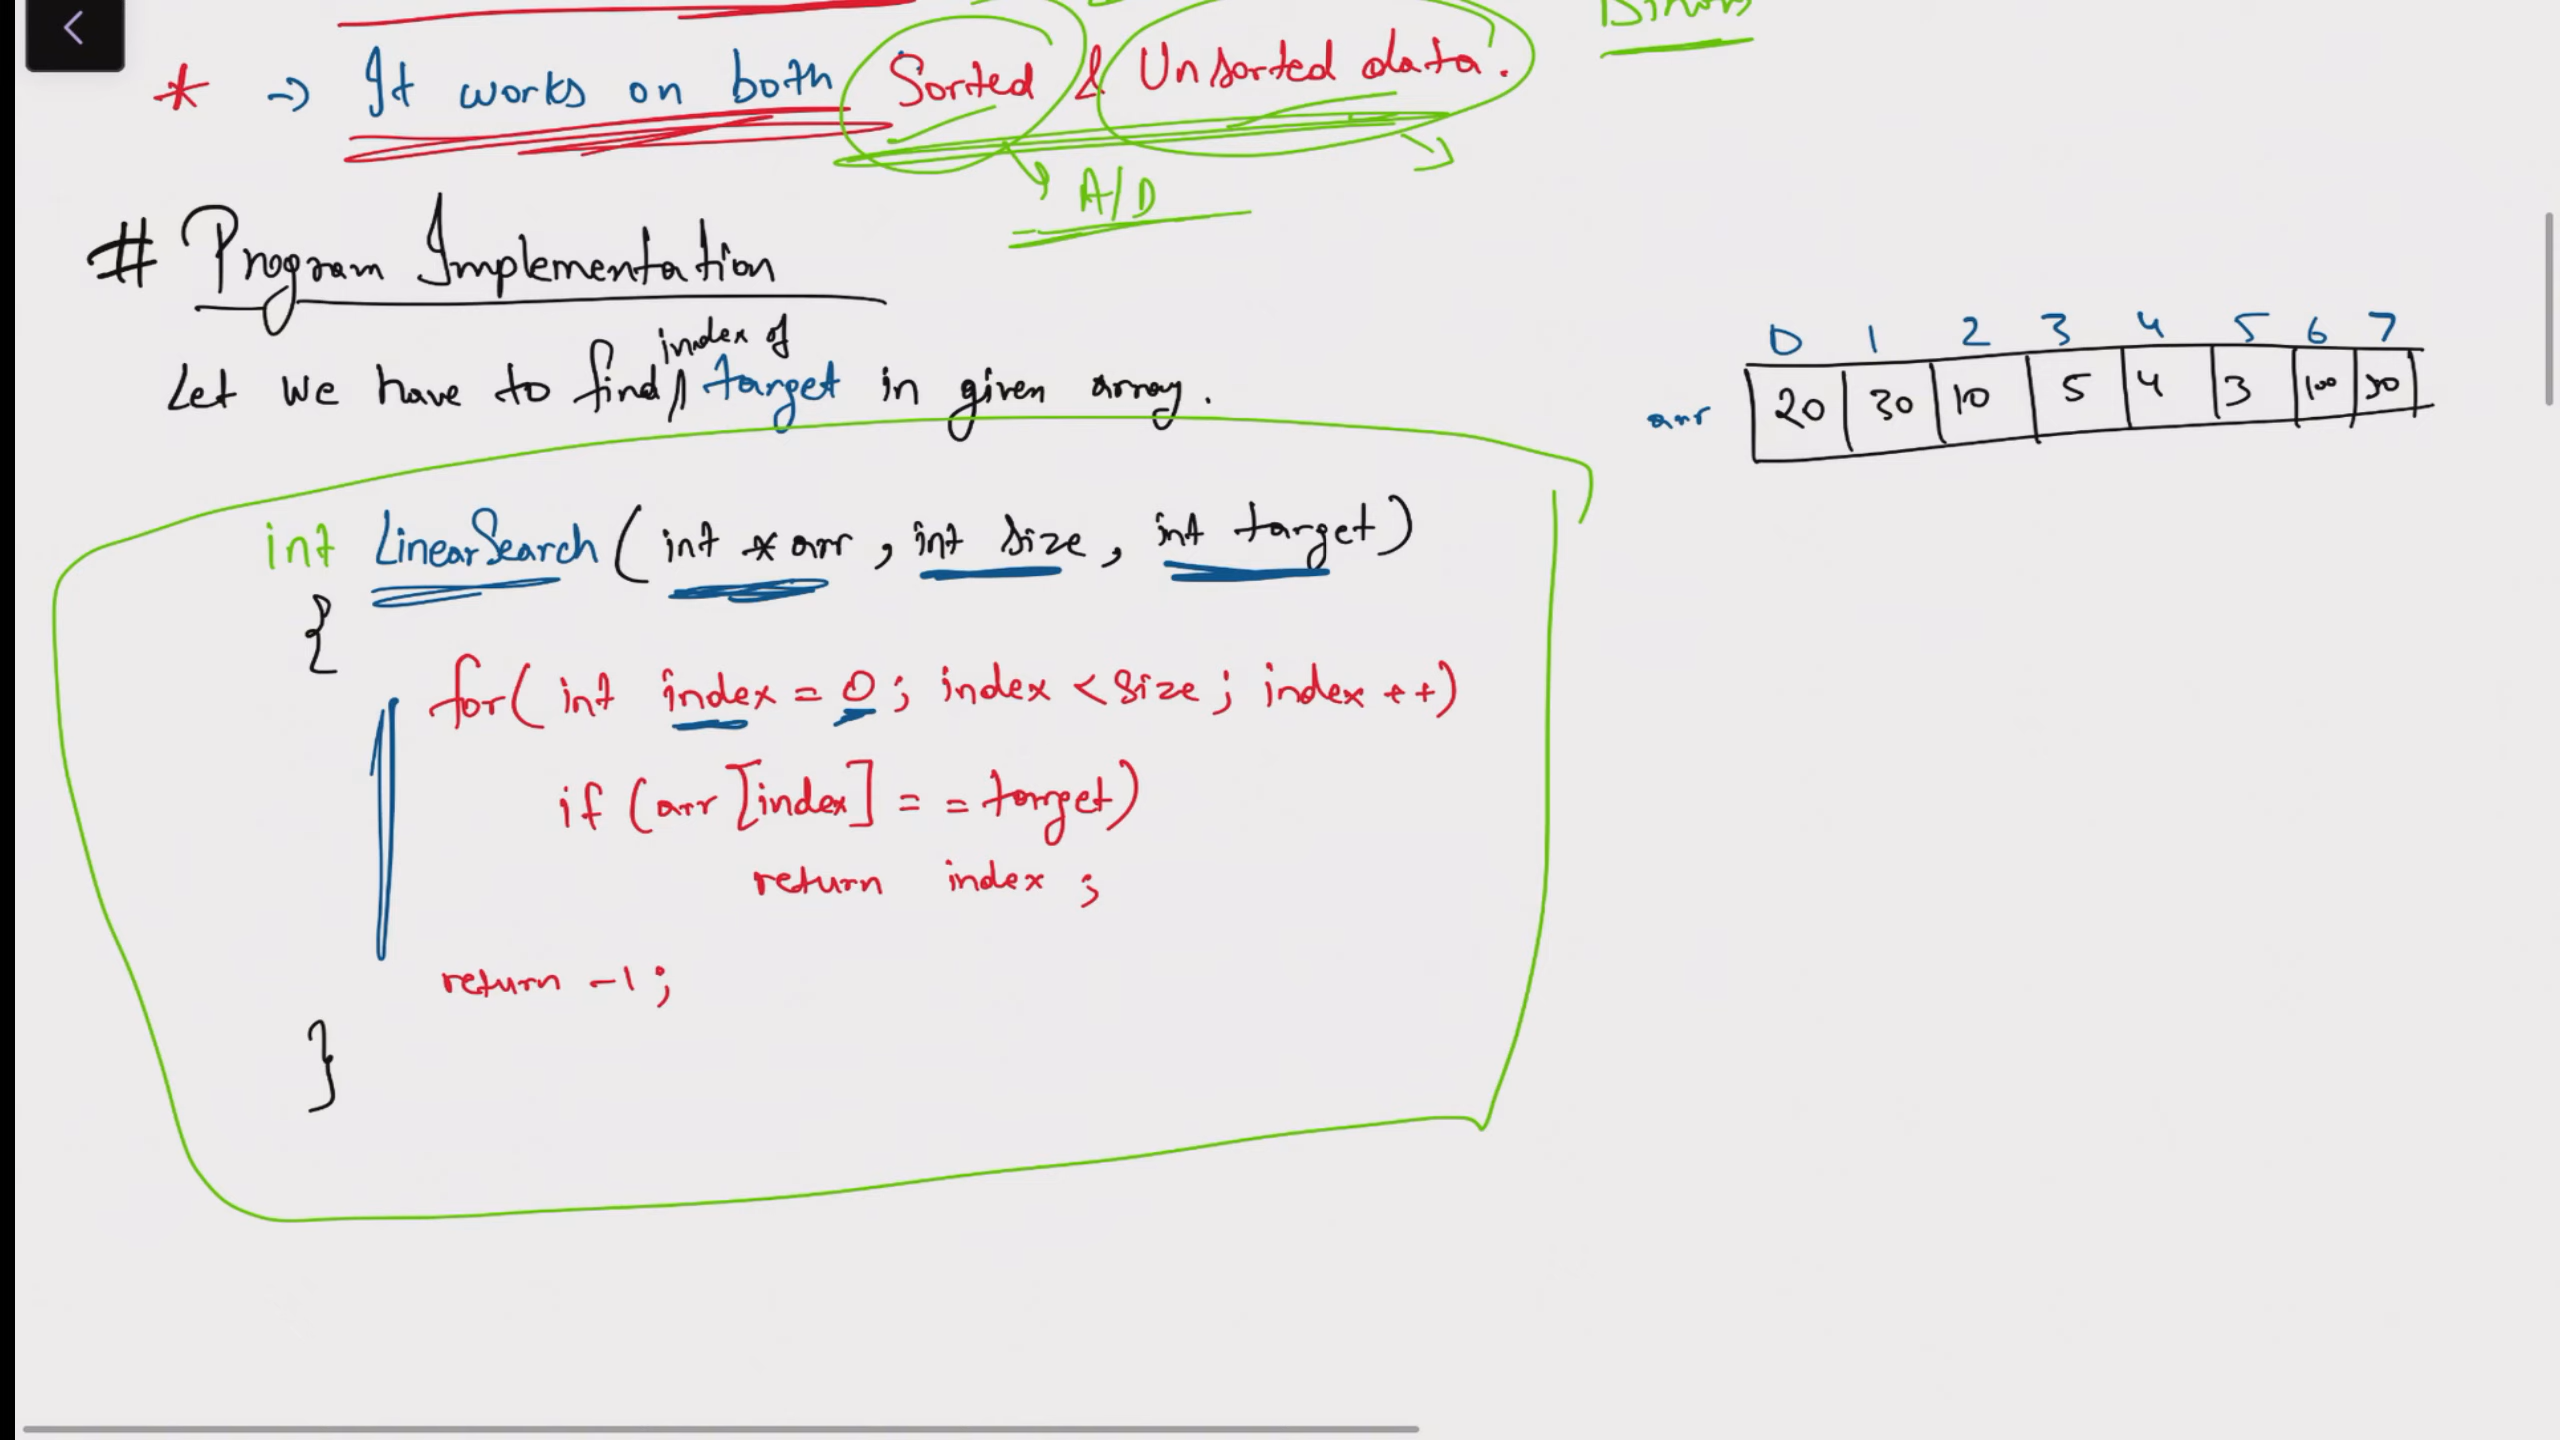 * → It works on both Sorted & Unsorted data.
A/D
# Program Implementation
index of
Let we have to find target in given array.
0 1 2 3 4 5 6 7
arr 20 30 10 5 4 3 100
int LinearSearch (int *arr, int size, int target)
{
for( int index = 0; index < size; index ++)
if (arr [index] = = target)
return index ;
return -1;
}